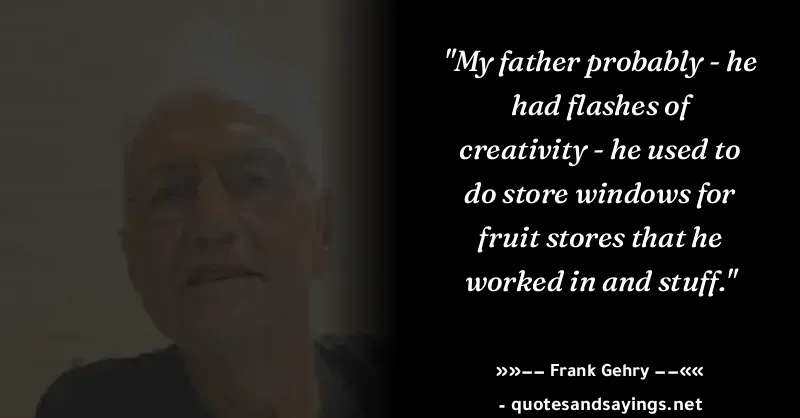 "My father probably - he
had flashes of
creativity - he used to
do store windows for
fruit stores that he
worked in and stuff."
»»−− Frank Gehry −−««
- quotesandsayings.net